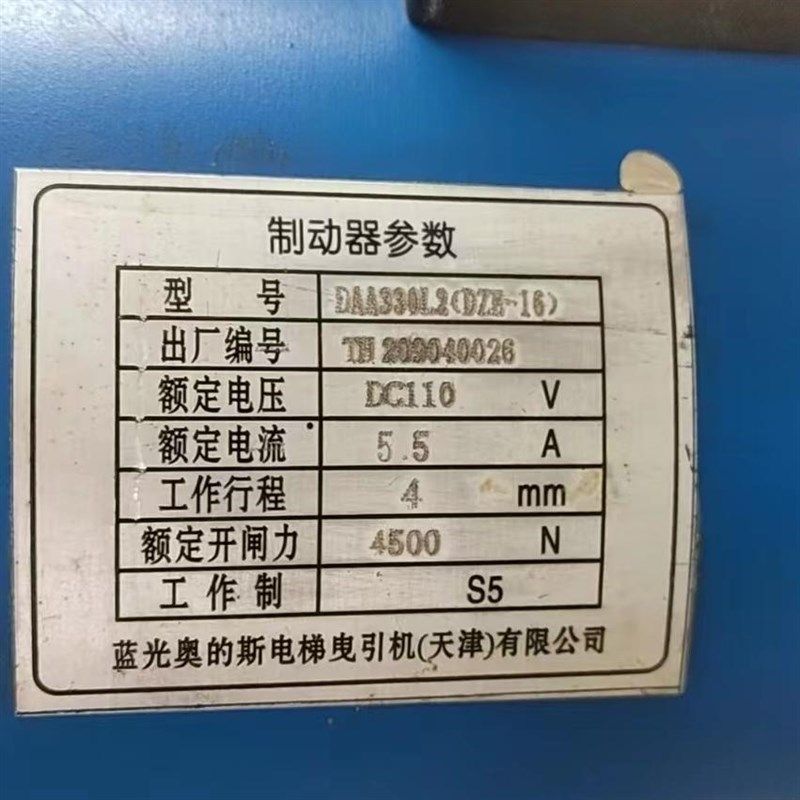 制动器参数
型 号 DAA330L2(DZE-16)
出厂编号 TH 209040026
额定电压 DC110 V
额定电流 5.5 A
工作行程 4 mm
额定开闸力 4500 N
工作制 S5
蓝光奥的斯电梯曳引机(天津)有限公司